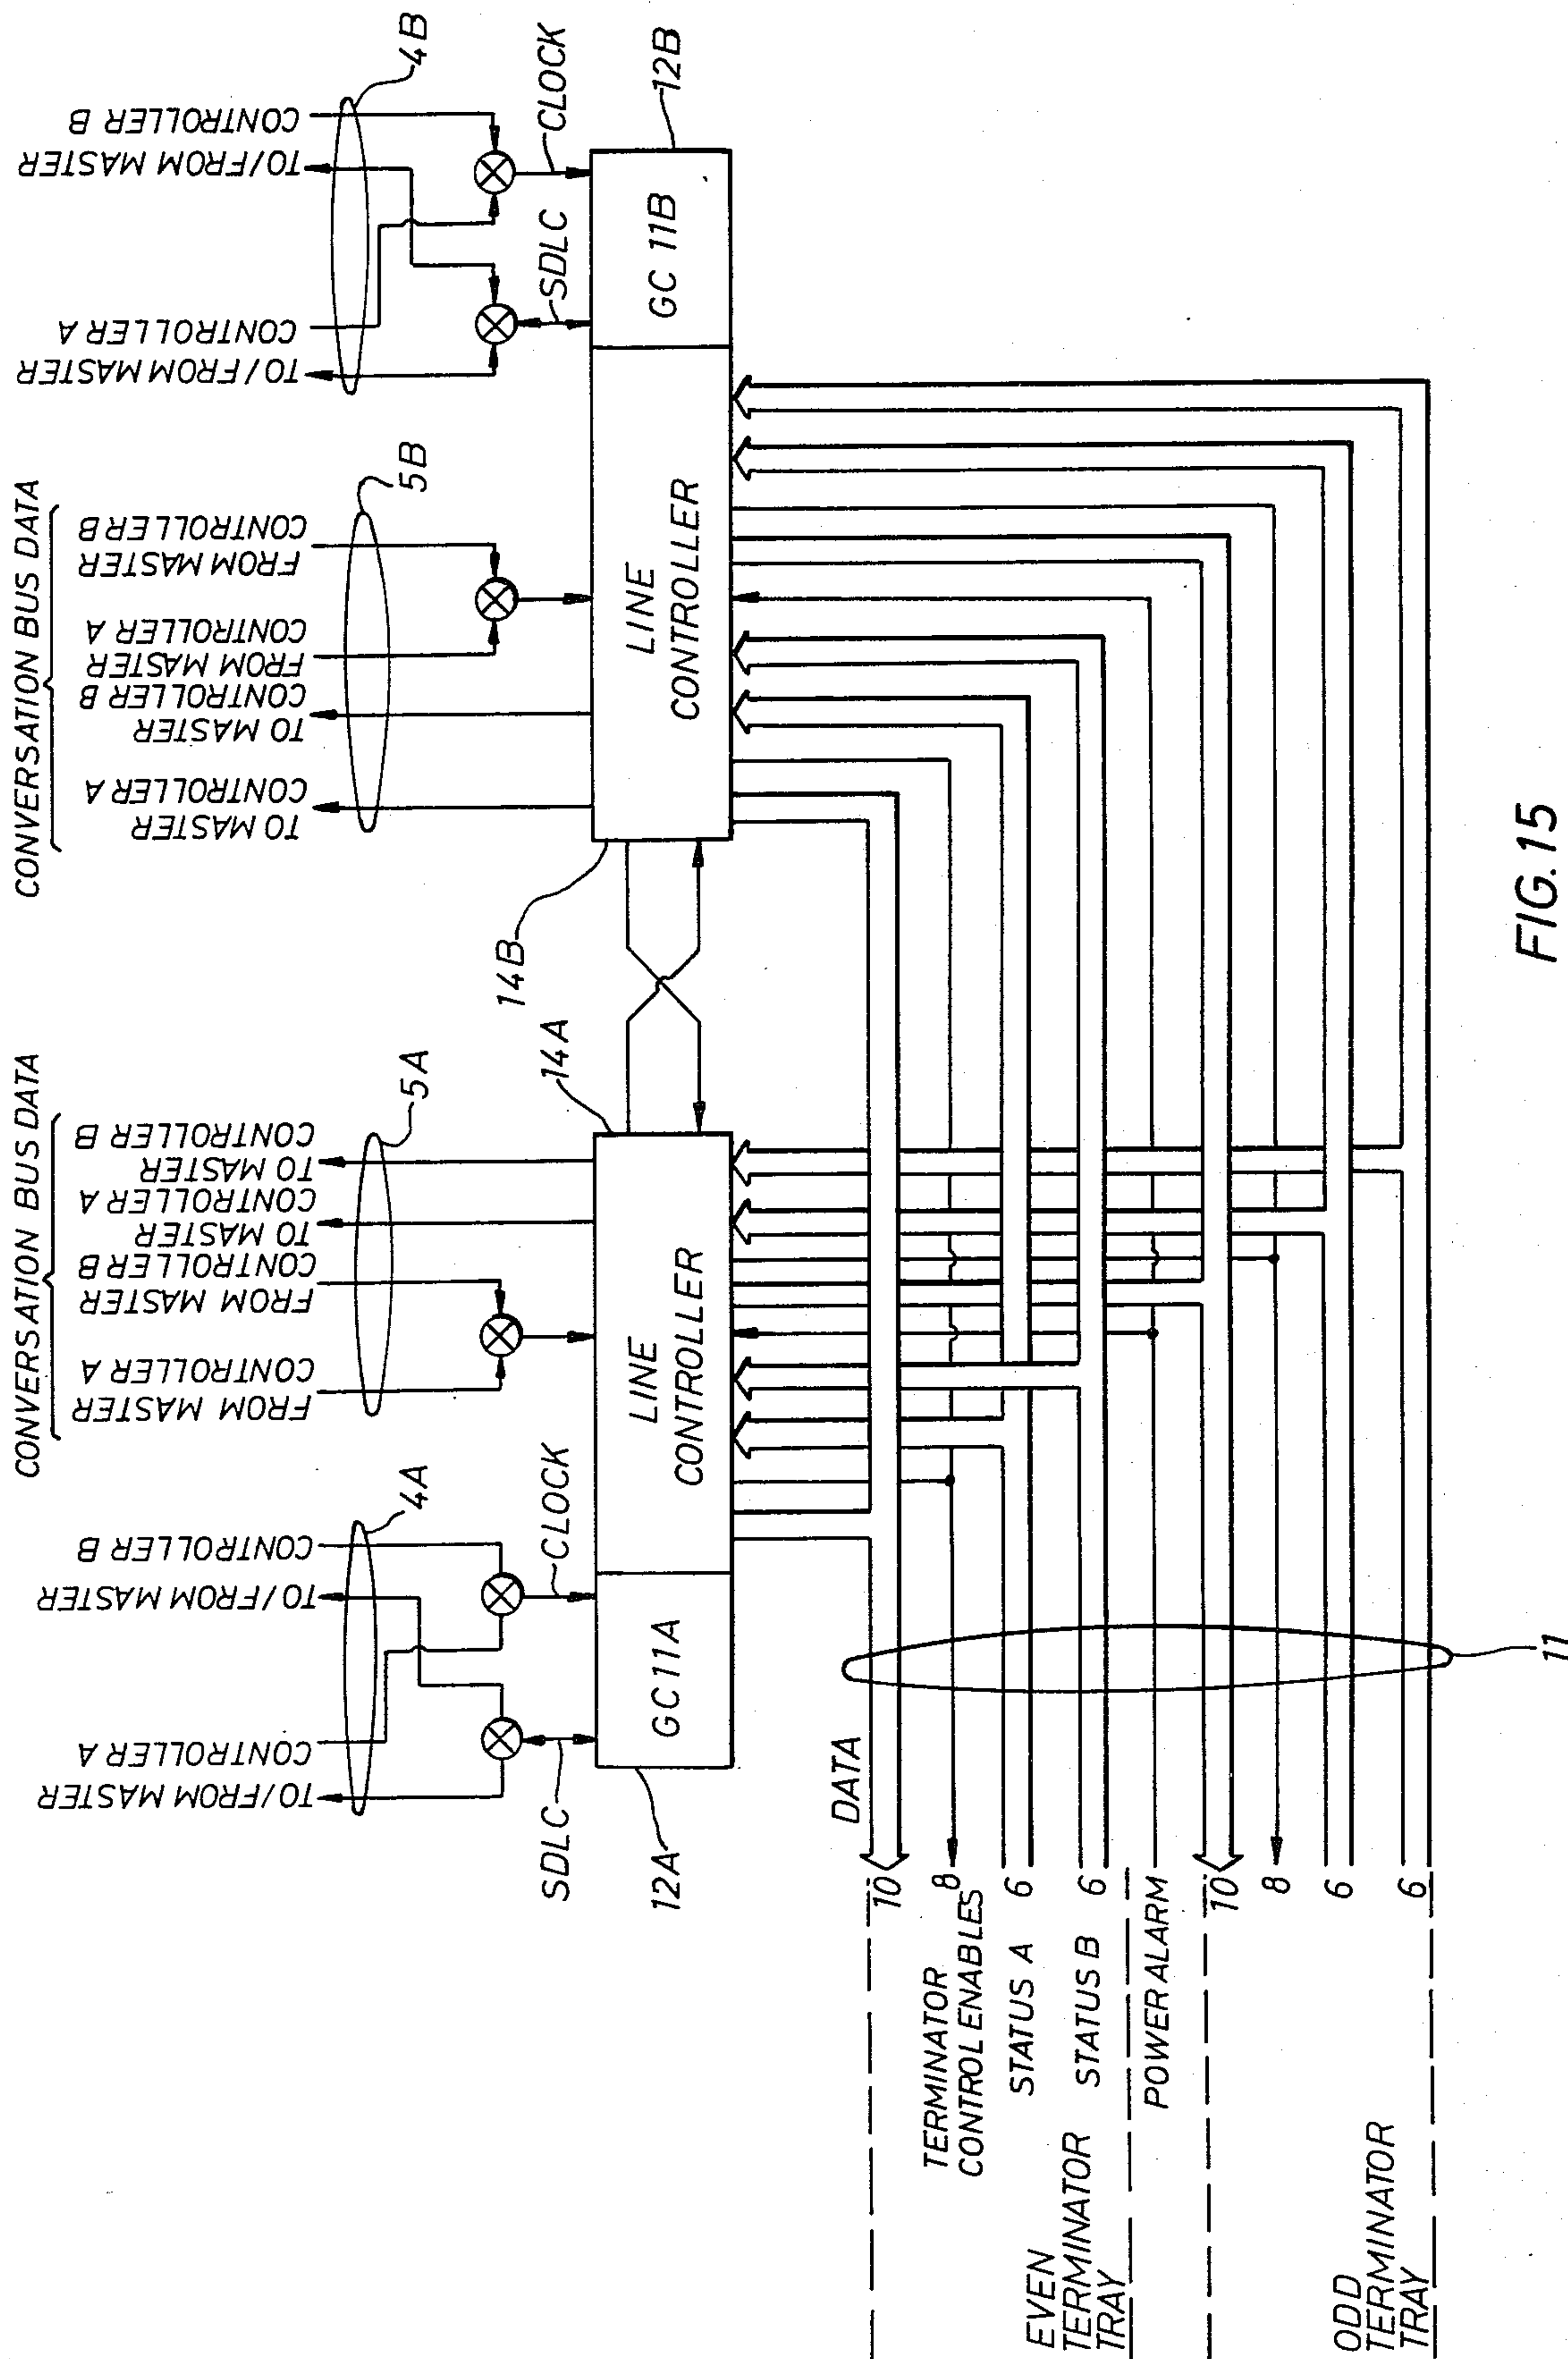 CONVERSATION BUS DATA
CONVERSATION BUS DATA
TO/FROM MASTER
CONTROLLER A
TO/FROM MASTER
CONTROLLER B
4A
FROM MASTER
CONTROLLER A
FROM MASTER
CONTROLLER B
TO MASTER
CONTROLLER A
TO MASTER
CONTROLLER B
5A
TO MASTER
CONTROLLER A
TO MASTER
CONTROLLER B
FROM MASTER
CONTROLLER A
FROM MASTER
CONTROLLER B
5B
TO/FROM MASTER
CONTROLLER A
TO/FROM MASTER
CONTROLLER B
4B
SDLC
CLOCK
14A
14B
SDLC
CLOCK
12A
GC11A
LINE
CONTROLLER
LINE
CONTROLLER
GC 11B
12B
DATA
10
TERMINATOR
CONTROL ENABLES
8
STATUS A
6
EVEN
TERMINATOR
TRAY
STATUS B
6
POWER ALARM
10
8
6
ODD
TERMINATOR
TRAY
6
11
FIG. 15